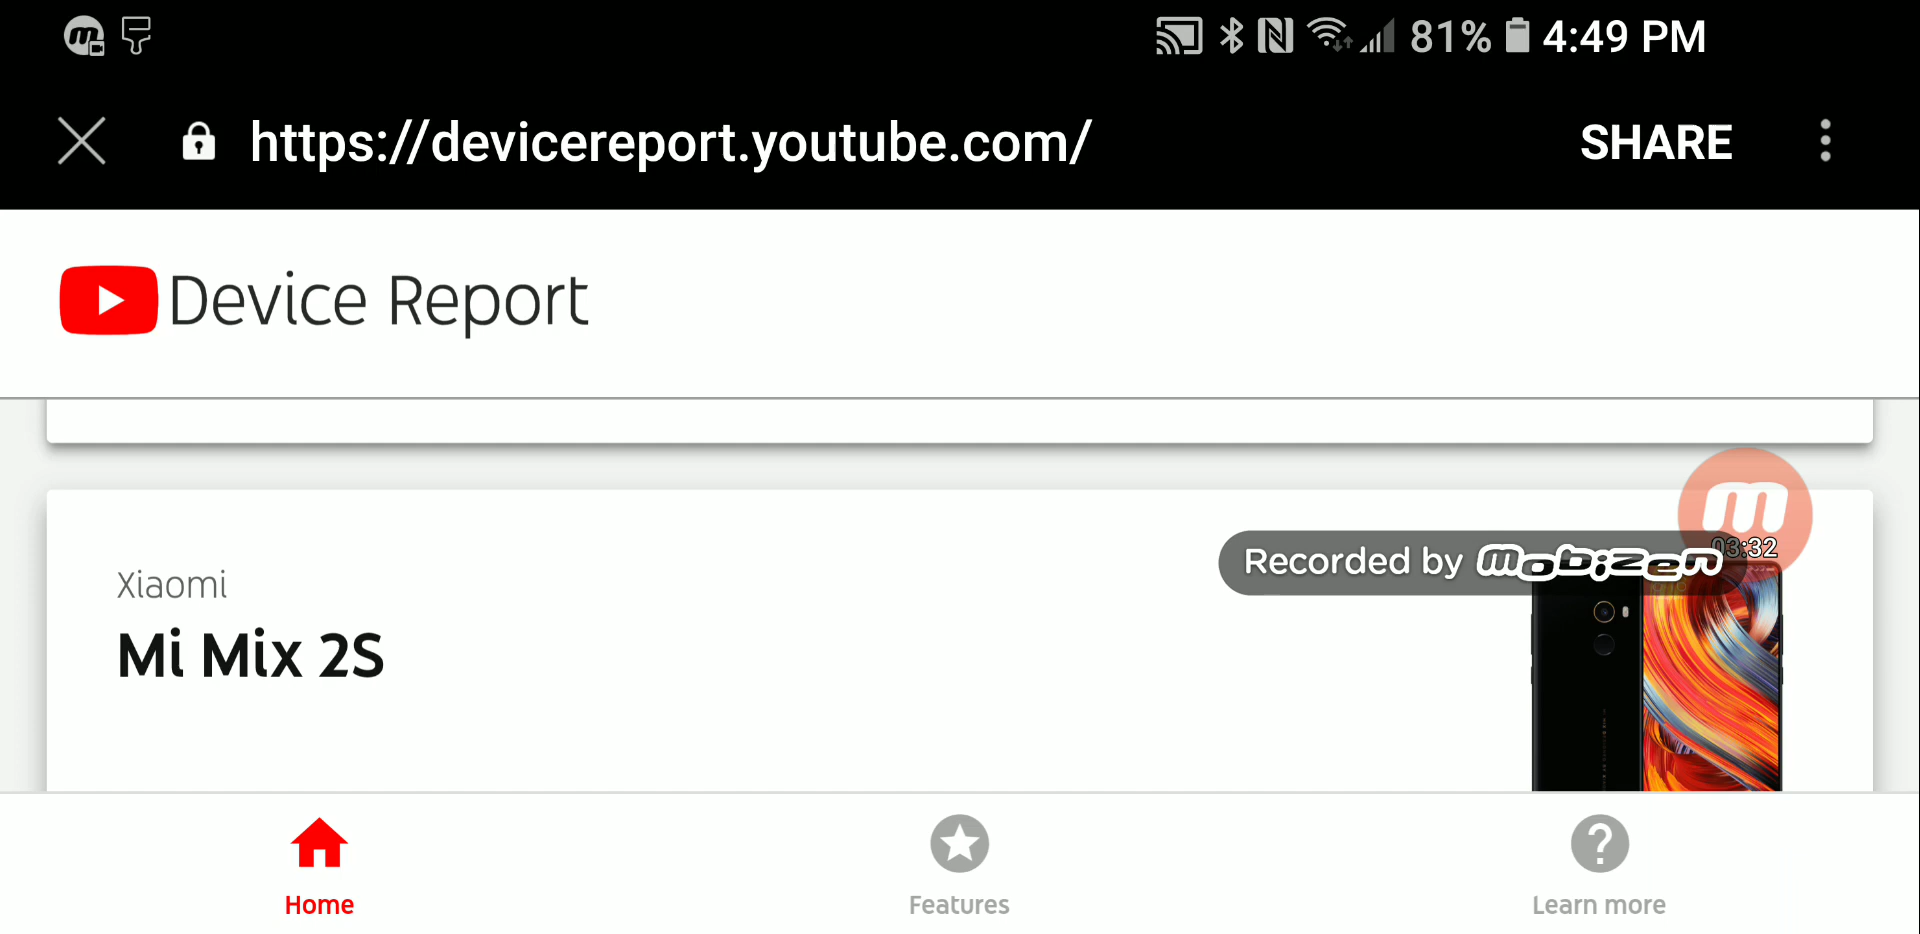 81% 4:49 PM
https://devicereport.youtube.com/
SHARE
Device Report
Xiaomi
Mi Mix 2S
03:32
Recorded by mobizen
Home
Features
Learn more